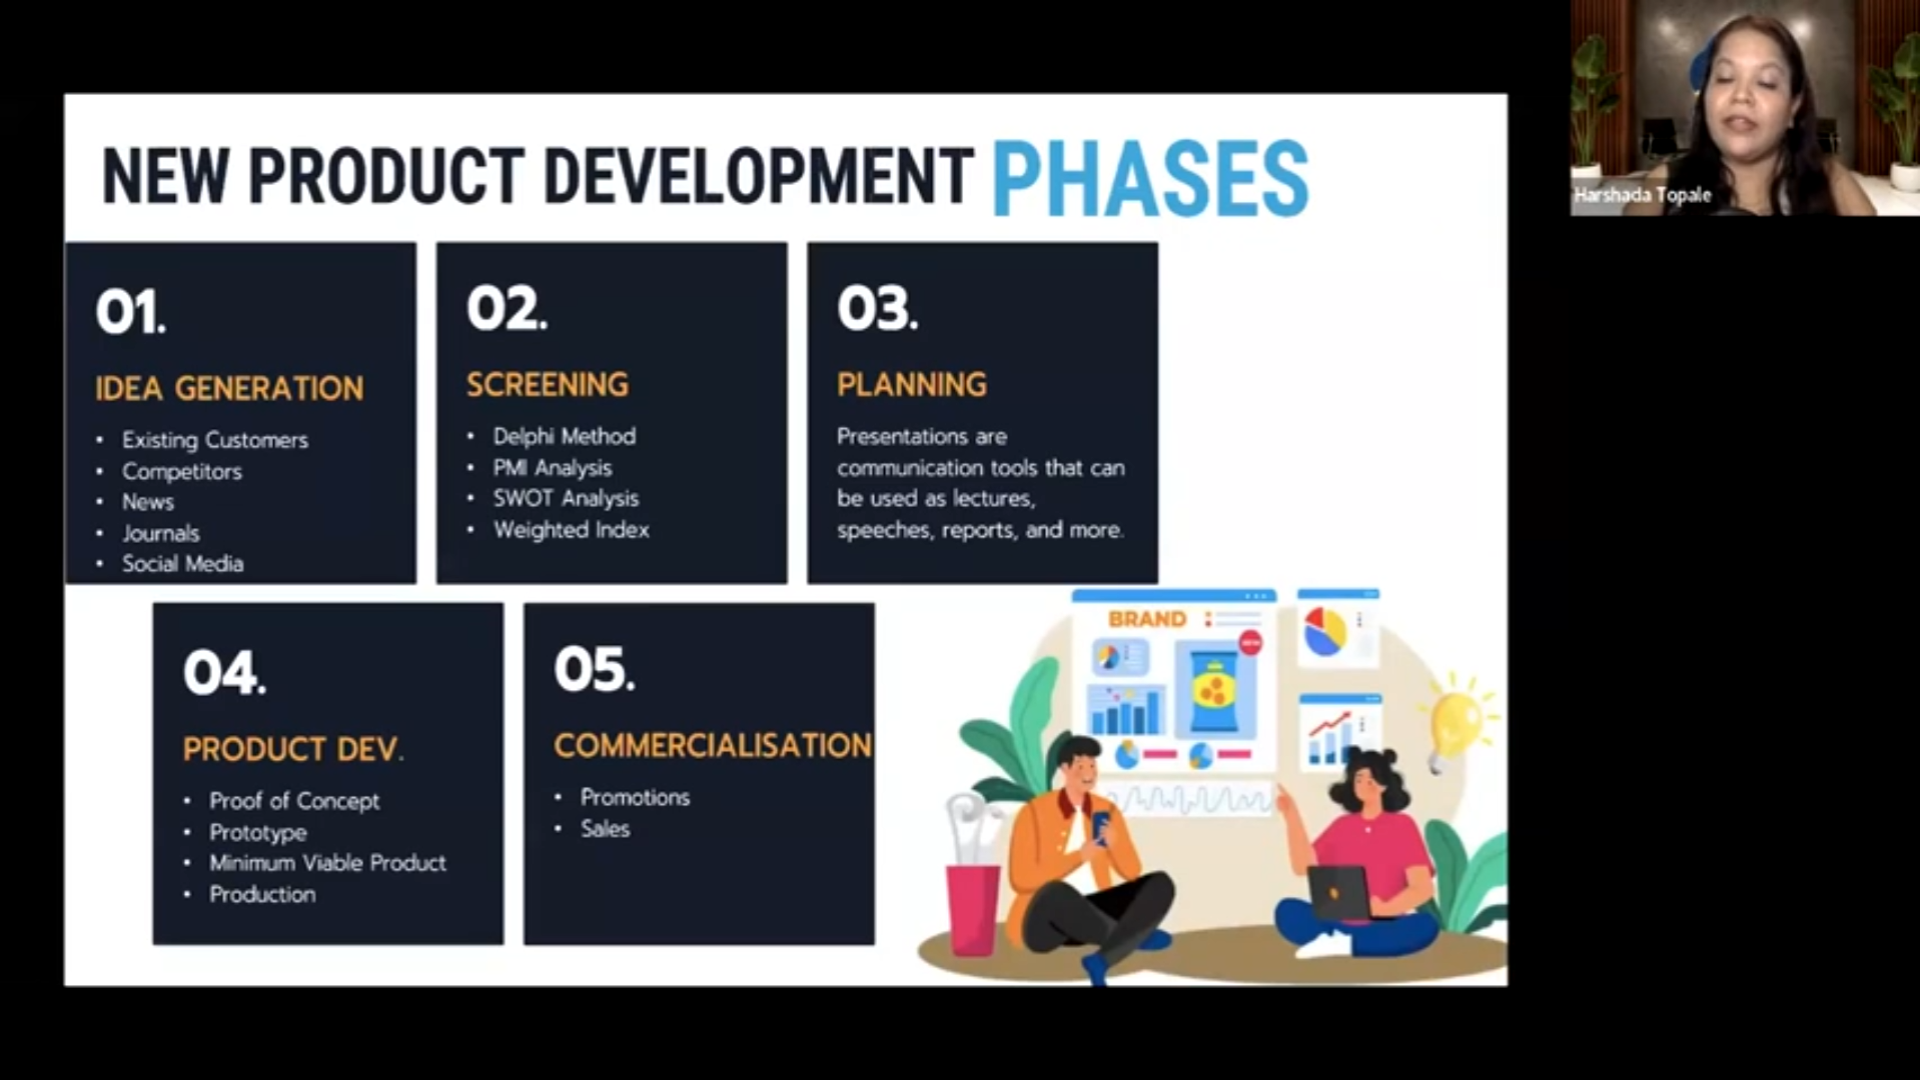 NEW PRODUCT DEVELOPMENT PHASES
Harshada Topale
01.
IDEA GENERATION
• Existing Customers
• Competitors
• News
• Journals
• Social Media
02.
SCREENING
• Delphi Method
• PMI Analysis
• SWOT Analysis
• Weighted Index
03.
PLANNING
Presentations are
communication tools that can
be used as lectures,
speeches, reports, and more.
04.
PRODUCT DEV.
• Proof of Concept
• Prototype
• Minimum Viable Product
• Production
05.
COMMERCIALISATION
• Promotions
• Sales
BRAND